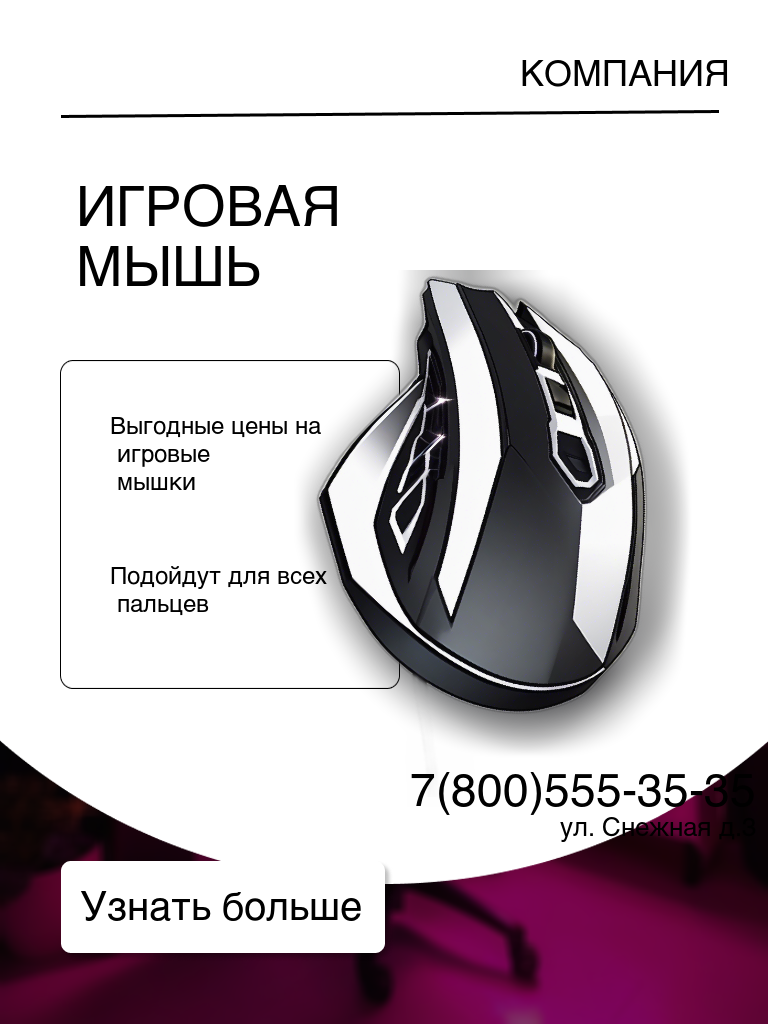 КОМПАНИЯ
ИГРОВАЯ
МЫШЬ
Выгодные цены на
игровые
мышки
Подойдут для всех
пальцев
7(800)555-35-35
ул. Снежная д.3
Узнать больше